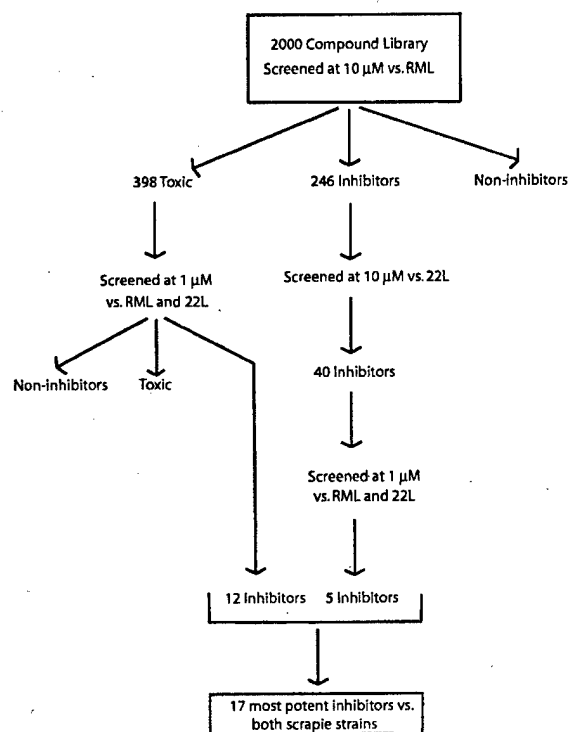 2000 Compound Library
Screened at 10 µM vs. RML
398 Toxic
246 Inhibitors
Non-inhibitors
Screened at 1 µM
vs. RML and 22L
Screened at 10 µM vs. 22L
Non-inhibitors
Toxic
40 Inhibitors
Screened at 1 µM
vs. RML and 22L
12 Inhibitors
5 Inhibitors
17 most potent inhibitors vs.
both scrapie strains